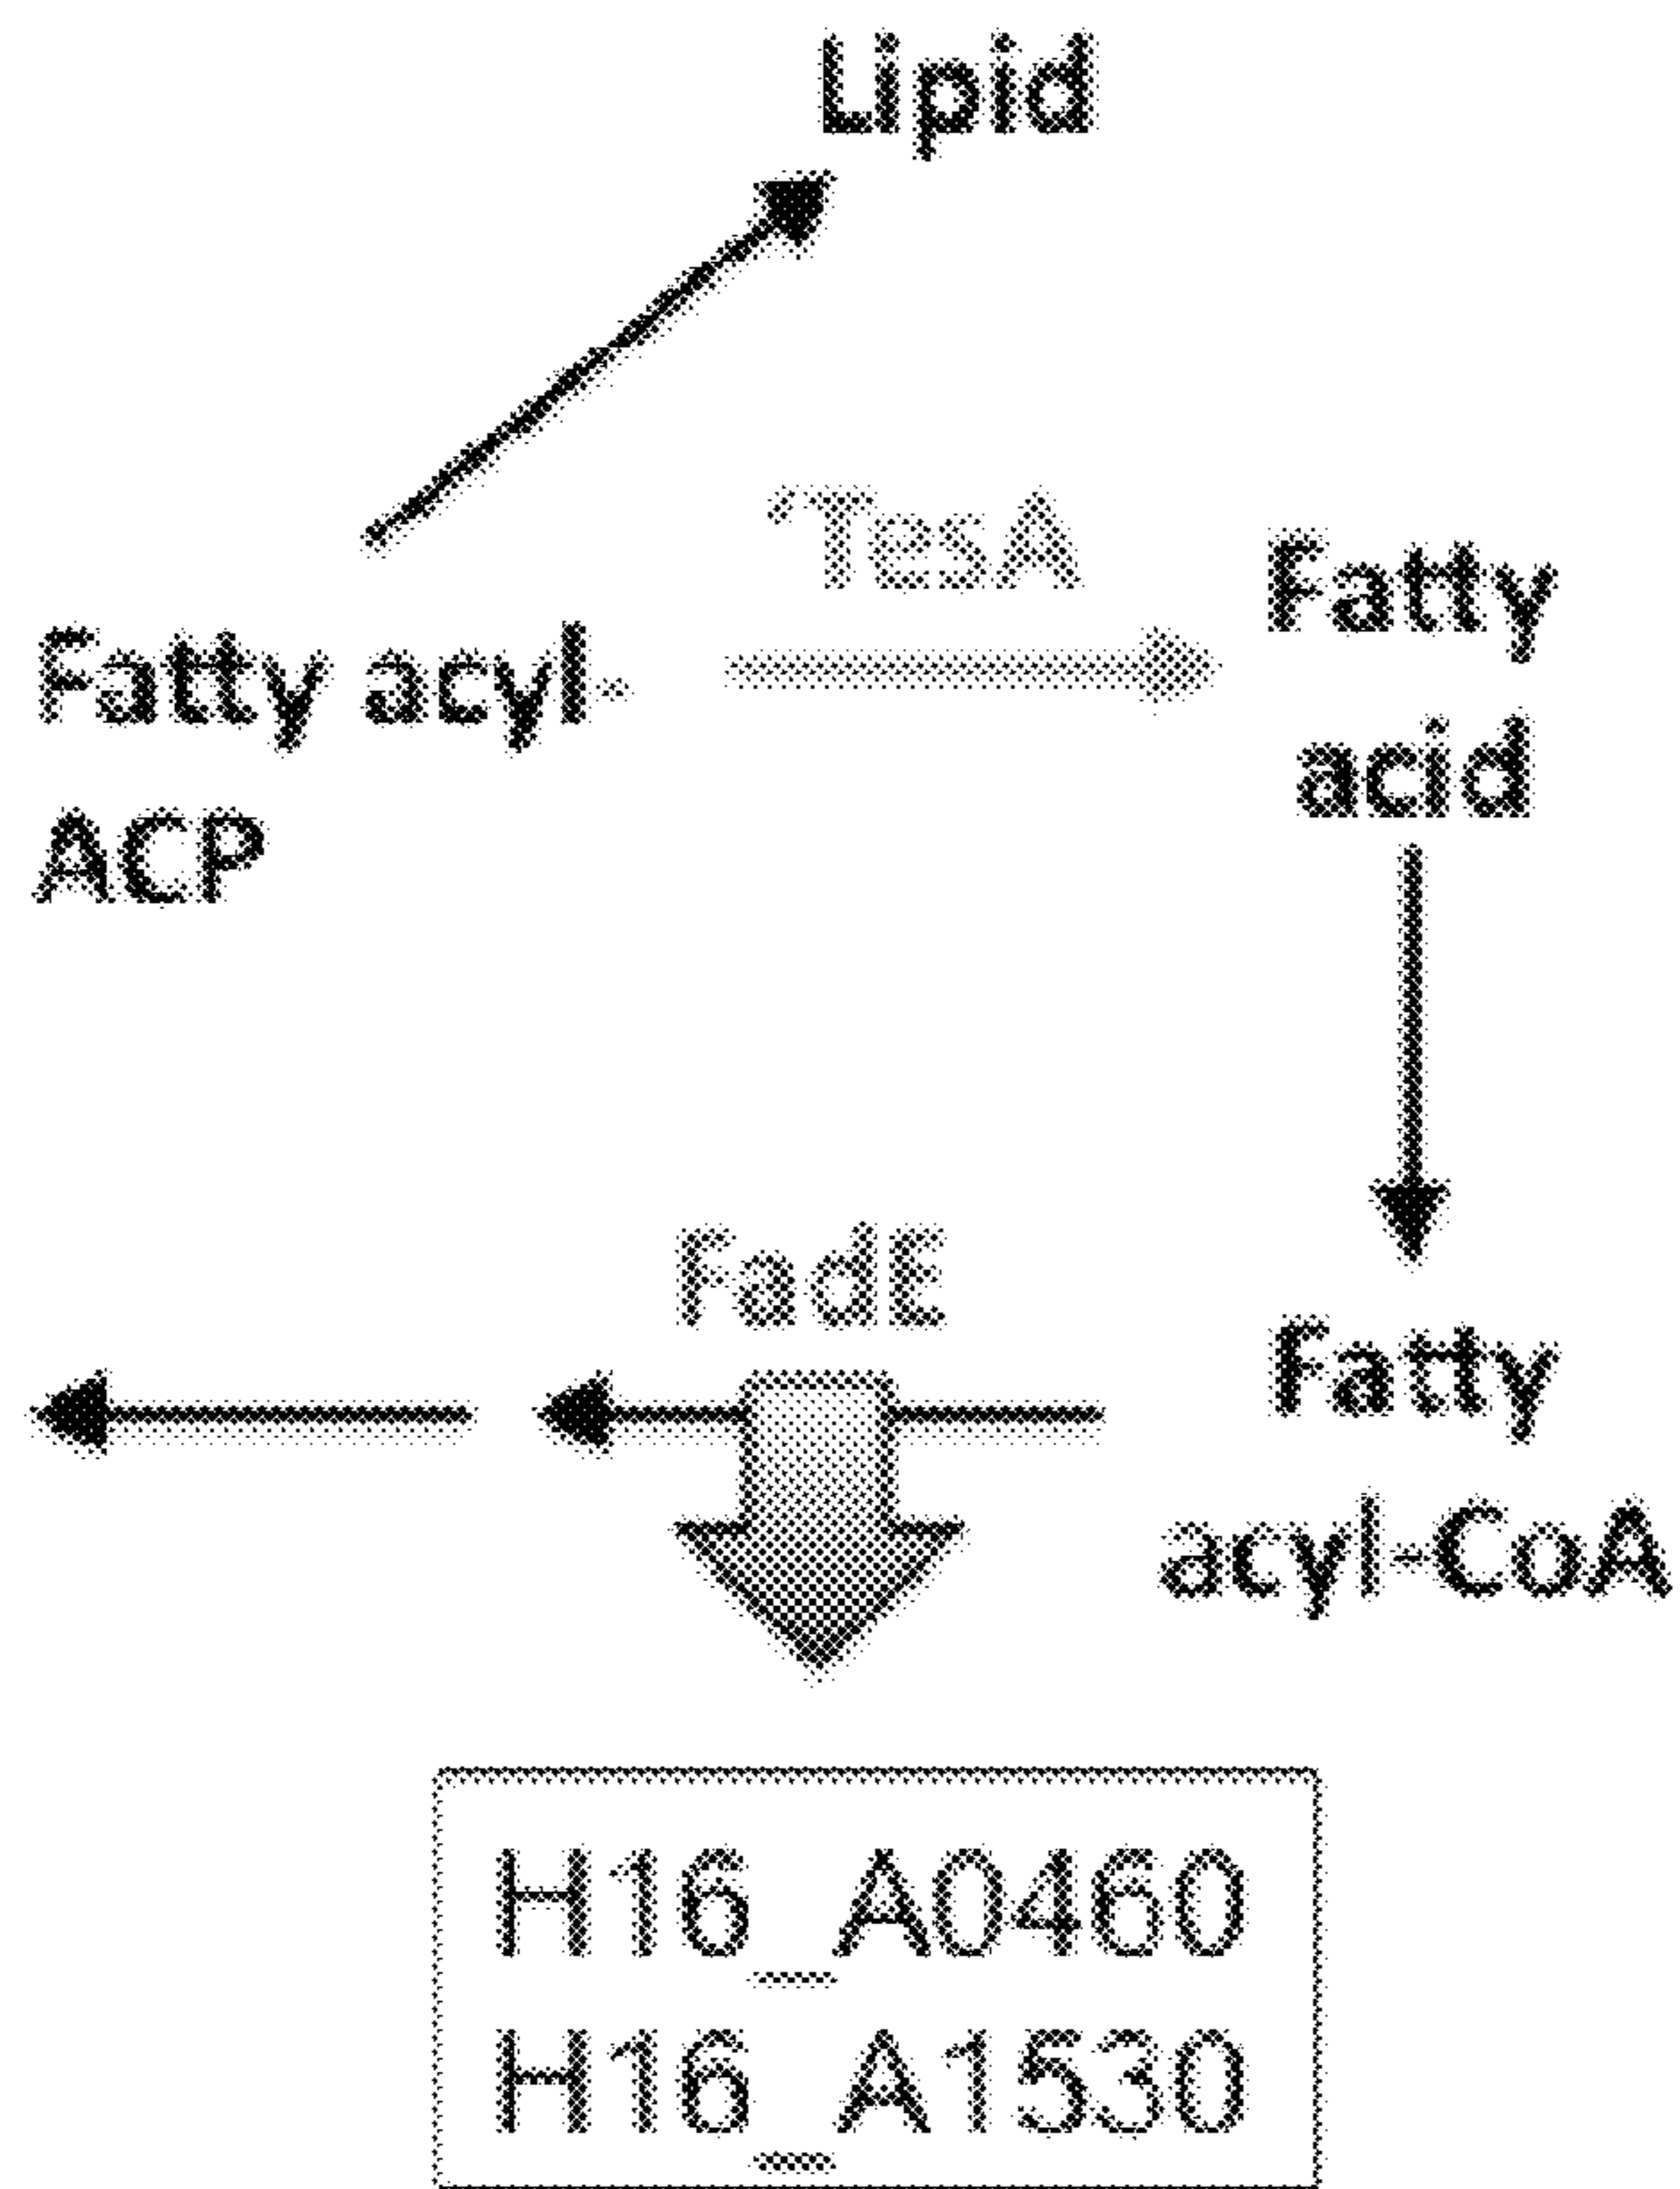 Lipid
‘TesA
Fatty acyl-
ACP
Fatty
acid
FadE
Fatty
acyl-CoA
H16_A0460
H16_A1530